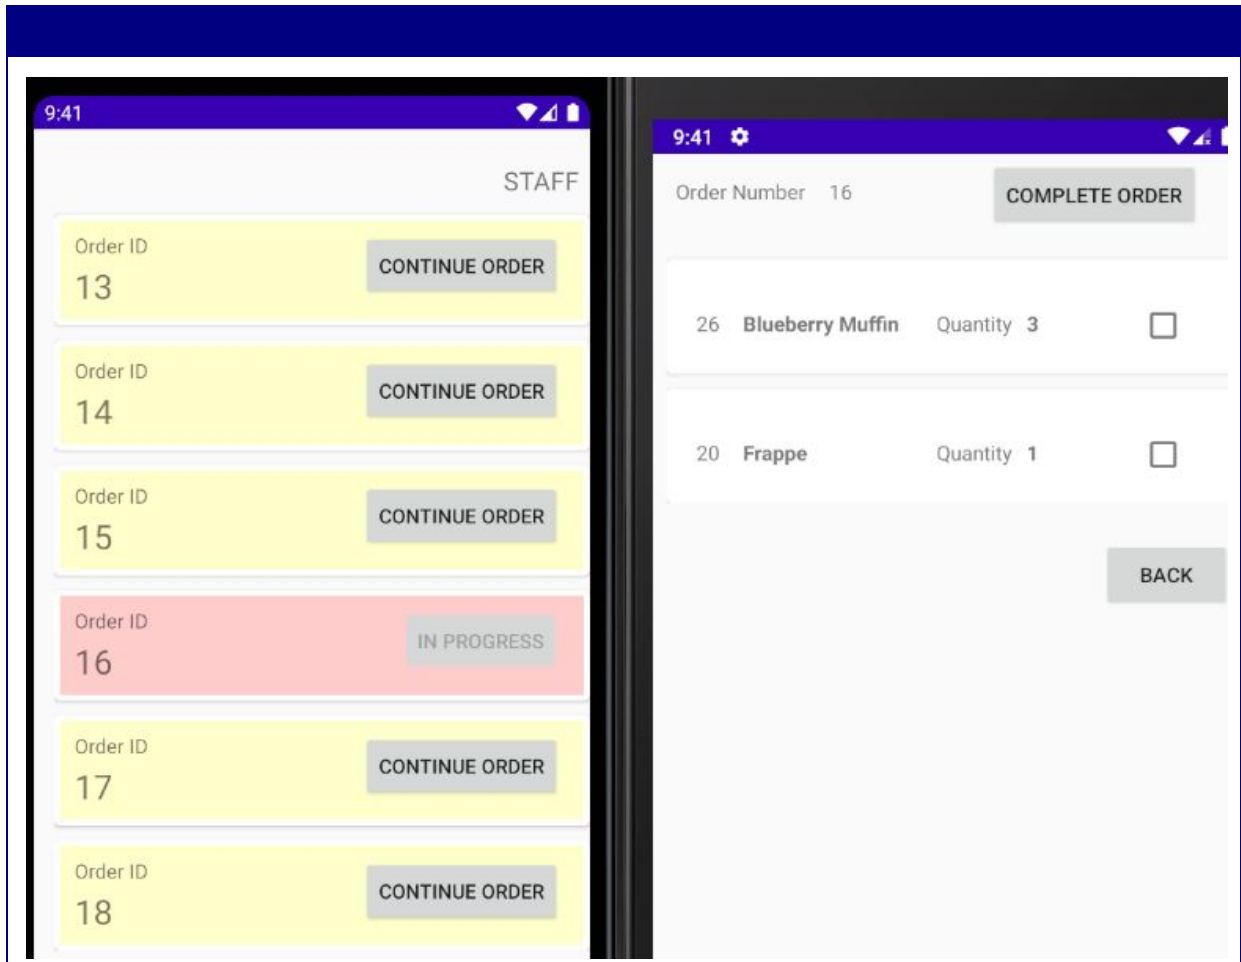 9:41
STAFF
Order ID
13
CONTINUE ORDER
Order ID
14
CONTINUE ORDER
Order ID
15
CONTINUE ORDER
Order ID
16
IN PROGRESS
Order ID
17
CONTINUE ORDER
Order ID
18
CONTINUE ORDER
9:41
Order Number 16
COMPLETE ORDER
26 Blueberry Muffin Quantity 3
20 Frappe Quantity 1
BACK